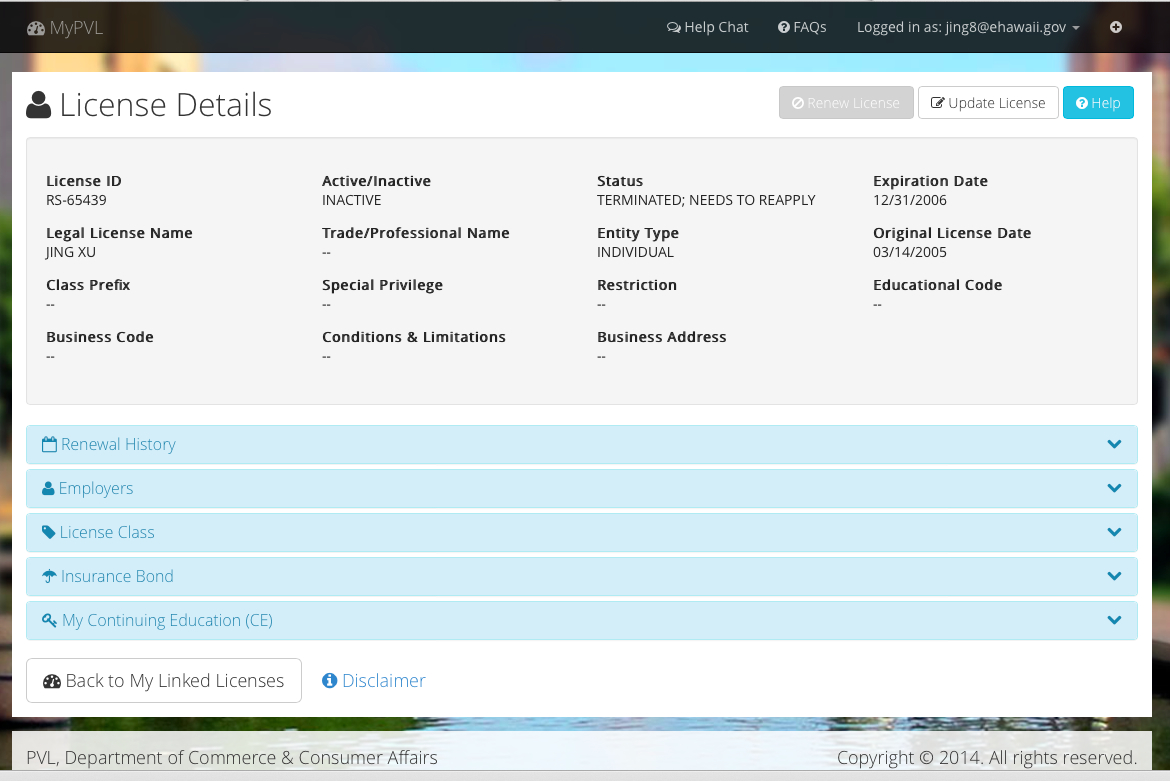 MyPVL Help Chat FAQs Logged in as: jing8@ehawaii.gov
License Details Renew License Update License Help
License ID Active/Inactive Status Expiration Date
RS-65439 INACTIVE TERMINATED; NEEDS TO REAPPLY 12/31/2006
Legal License Name Trade/Professional Name Entity Type Original License Date
JING XU -- INDIVIDUAL 03/14/2005
Class Prefix Special Privilege Restriction Educational Code
-- -- -- --
Business Code Conditions & Limitations Business Address
-- -- --
Renewal History
Employers
License Class
Insurance Bond
My Continuing Education (CE)
Back to My Linked Licenses Disclaimer
PVL, Department of Commerce & Consumer Affairs Copyright © 2014. All rights reserved.